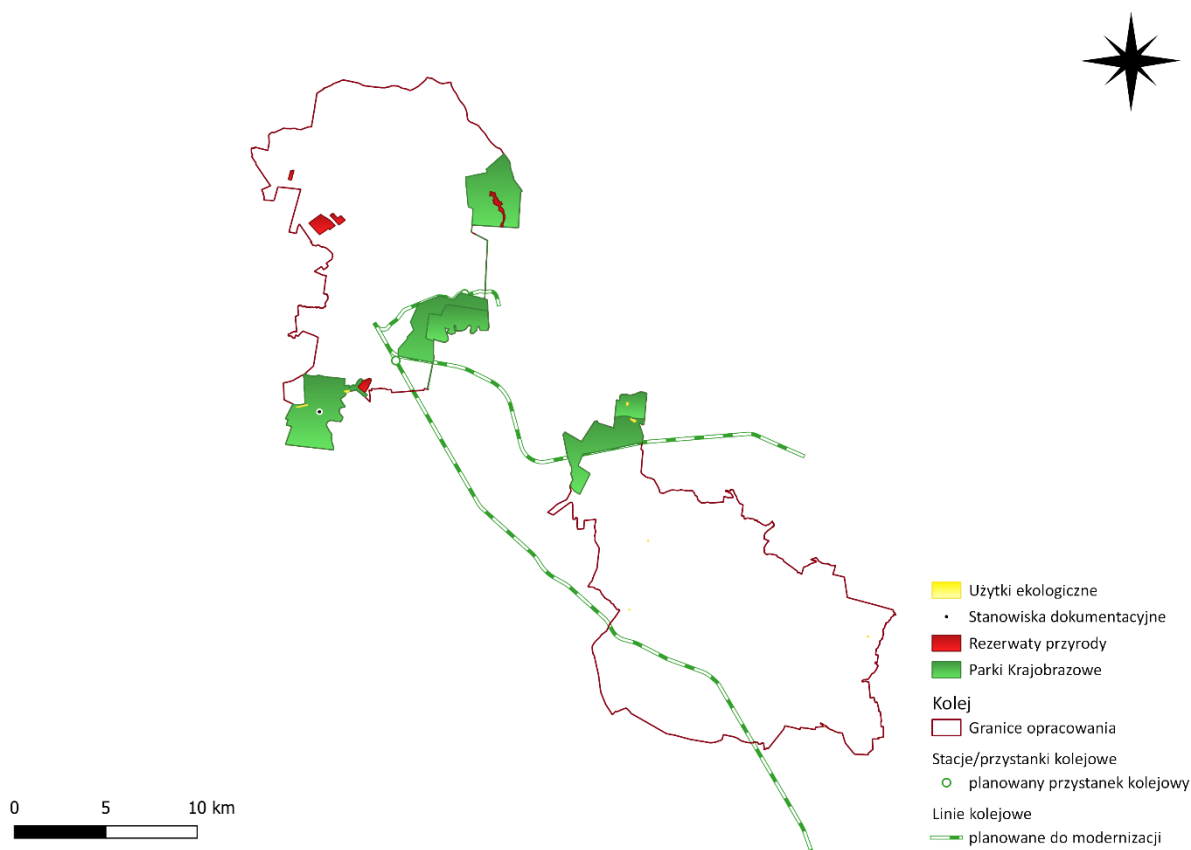 Użytki ekologiczne
Stanowiska dokumentacyjne
Rezerwaty przyrody
Parki Krajobrazowe
Kolej
Granice opracowania
Stacje/przystanki kolejowe
planowany przystanek kolejowy
Linie kolejowe
planowane do modernizacji
0 5 10 km